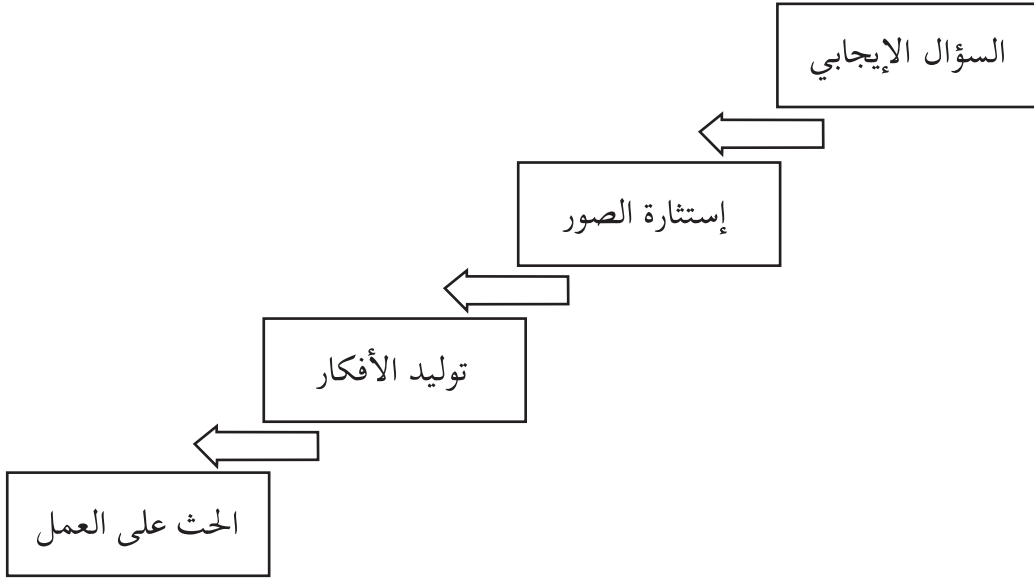 السؤال الإيجابي
إستثارة الصور
توليد الأفكار
الحث على العمل